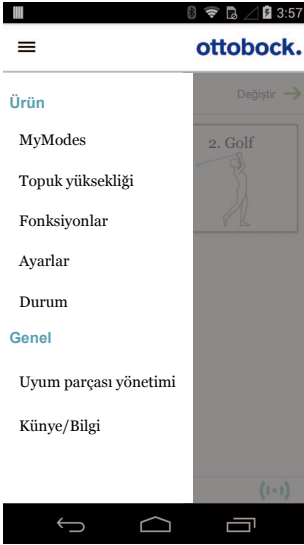 3:57
ottobock.
Ürün
Değiştir
MyModes
2. Golf
Topuk yüksekliği
Fonksiyonlar
Ayarlar
Durum
Genel
Uyum parçası yönetimi
Künye/Bilgi